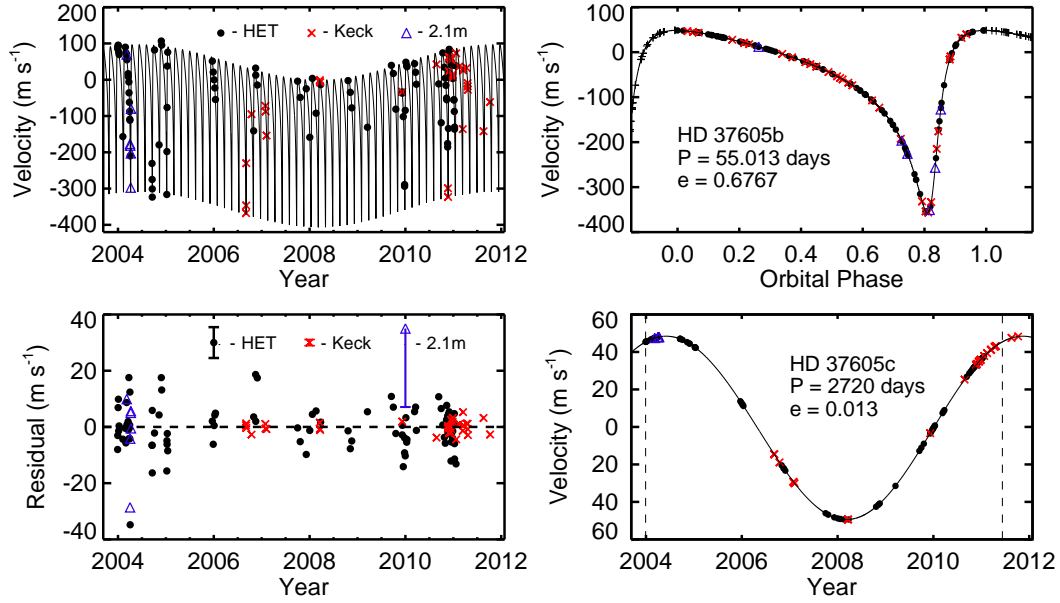 100
0
-100
-200
-300
-400
Velocity (m s⁻¹)
- HET - Keck - 2.1m
2004 2006 2008 2010 2012
Year
100
0
-100
-200
-300
-400
Velocity (m s⁻¹)
HD 37605b
P = 55.013 days
e = 0.6767
0.0 0.2 0.4 0.6 0.8 1.0
Orbital Phase
40
20
0
-20
-40
Residual (m s⁻¹)
- HET - Keck - 2.1m
2004 2006 2008 2010 2012
Year
60
40
20
0
20
40
60
Velocity (m s⁻¹)
HD 37605c
P = 2720 days
e = 0.013
2004 2006 2008 2010 2012
Year